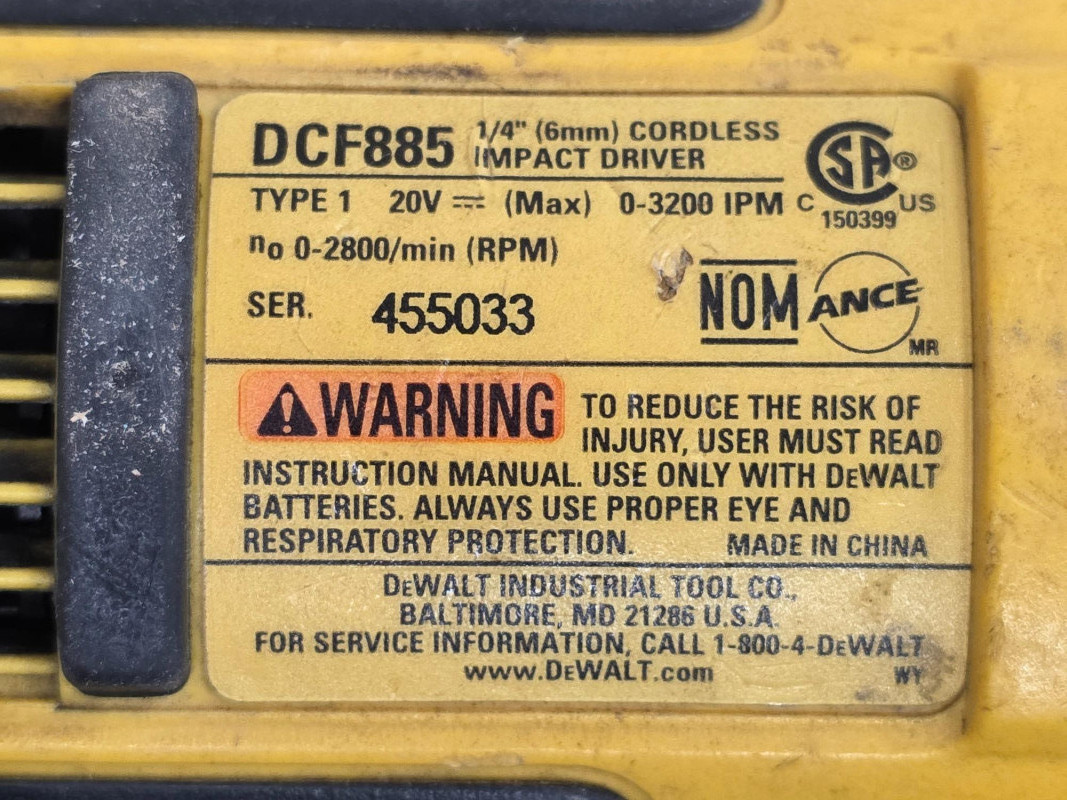 DCF885 1/4" (6mm) CORDLESS
IMPACT DRIVER
CSA®
C US
150399
TYPE 1 20V ⎓ (Max) 0-3200 IPM
no 0-2800/min (RPM)
SER. 455033
NOM ANCE
MR
⚠WARNING TO REDUCE THE RISK OF
INJURY, USER MUST READ
INSTRUCTION MANUAL. USE ONLY WITH DEWALT
BATTERIES. ALWAYS USE PROPER EYE AND
RESPIRATORY PROTECTION. MADE IN CHINA
DEWALT INDUSTRIAL TOOL CO.,
BALTIMORE, MD 21286 U.S.A.
FOR SERVICE INFORMATION, CALL 1-800-4-DEWALT
www.DEWALT.com
WY